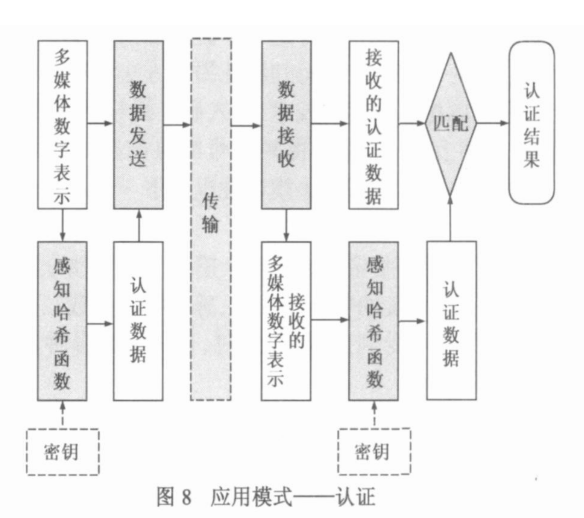 多媒体数字表示
数据发送
传输
数据接收
接收的认证数据
匹配
认证结果
感知哈希函数
认证数据
接收的
多媒体数字表示
感知哈希函数
认证数据
密钥
密钥
图 8 应用模式——认证